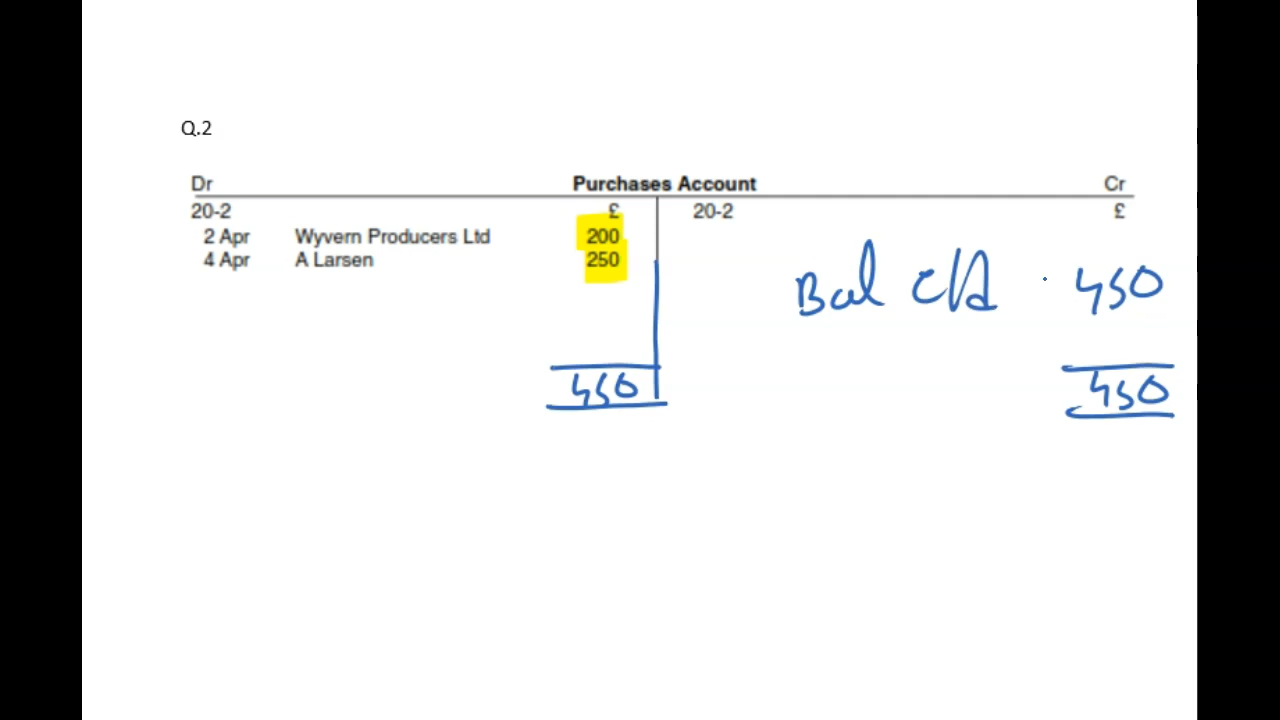 Q.2
Dr Purchases Account Cr
20-2 £ 20-2 £
2 Apr Wyvern Producers Ltd 200
4 Apr A Larsen 250
Bal c/d 450
450 450